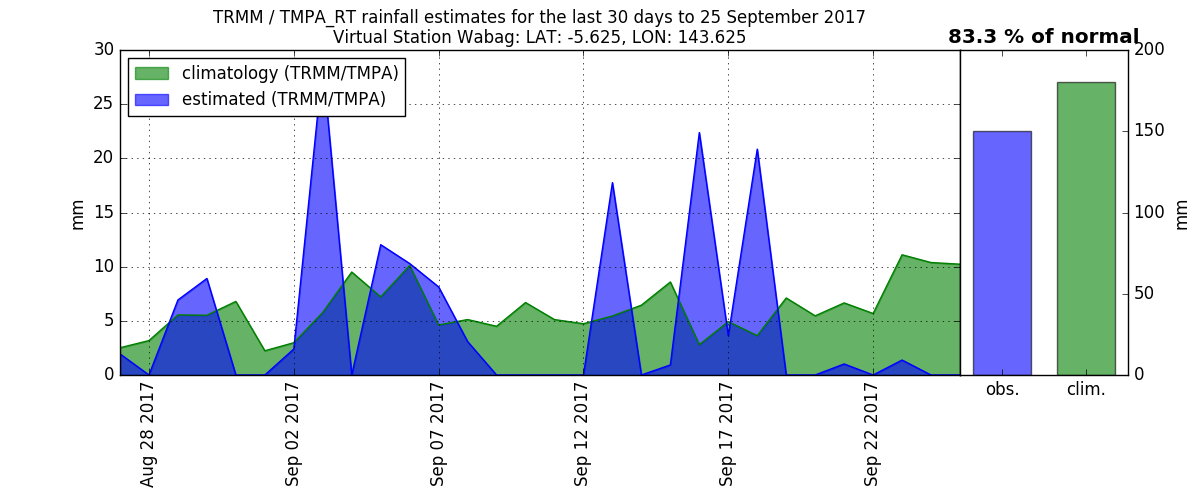 TRMM / TMPA_RT rainfall estimates for the last 30 days to 25 September 2017
Virtual Station Wabag: LAT: -5.625, LON: 143.625
83.3 % of normal
climatology (TRMM/TMPA)
estimated (TRMM/TMPA)
30
25
20
15
10
5
0
mm
Aug 28 2017
Sep 02 2017
Sep 07 2017
Sep 12 2017
Sep 17 2017
Sep 22 2017
200
150
100
50
0
mm
obs.
clim.